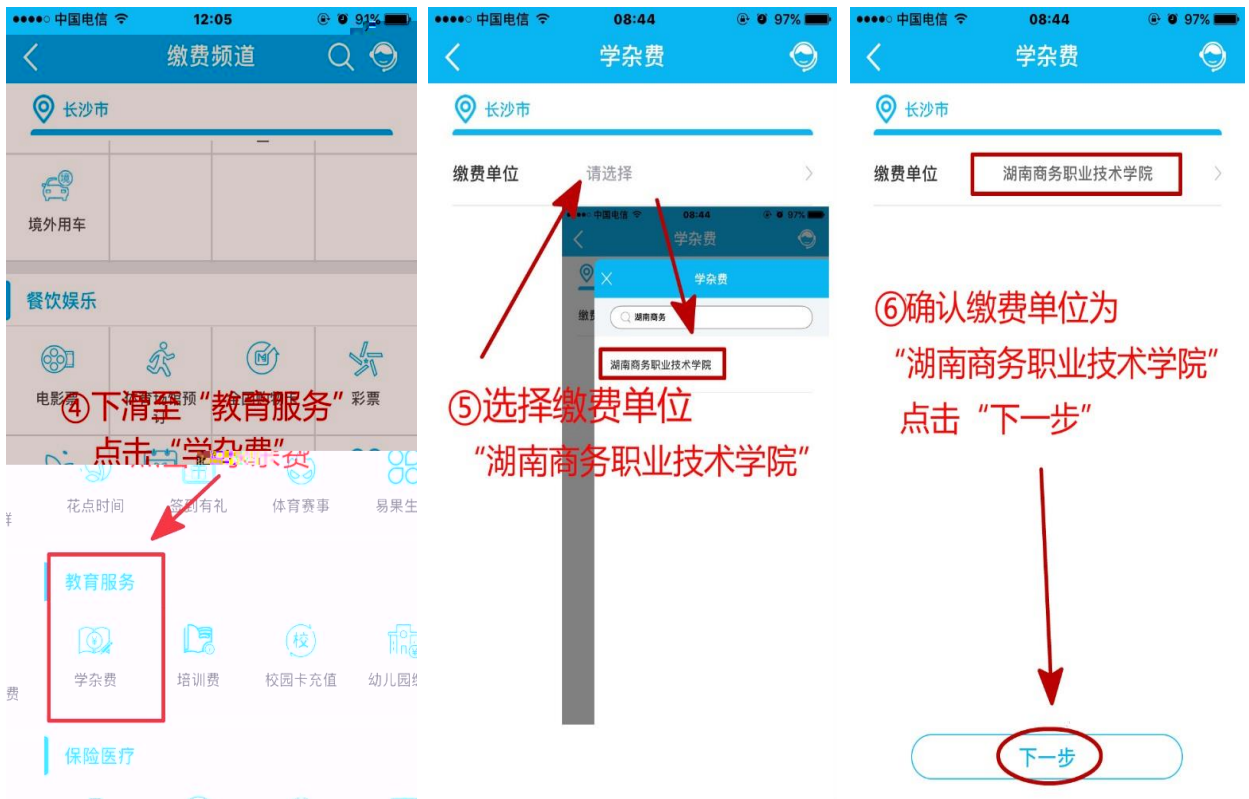 中国电信 12:05 91%
缴费频道
长沙市
境外用车
餐饮娱乐
电影票
彩票
④下滑至“教育服务”
点击“学杂费”
花点时间 签到有礼 体育赛事 易果生
教育服务
学杂费 培训费 校园卡充值 幼儿园缴
费
保险医疗
中国电信 08:44 97%
学杂费
长沙市
缴费单位 请选择
中国电信 08:44 97%
学杂费
学杂费
湖南商务
湖南商务职业技术学院
⑤选择缴费单位
“湖南商务职业技术学院”
中国电信 08:44 97%
学杂费
长沙市
缴费单位 湖南商务职业技术学院
⑥确认缴费单位为
“湖南商务职业技术学院”
点击“下一步”
下一步